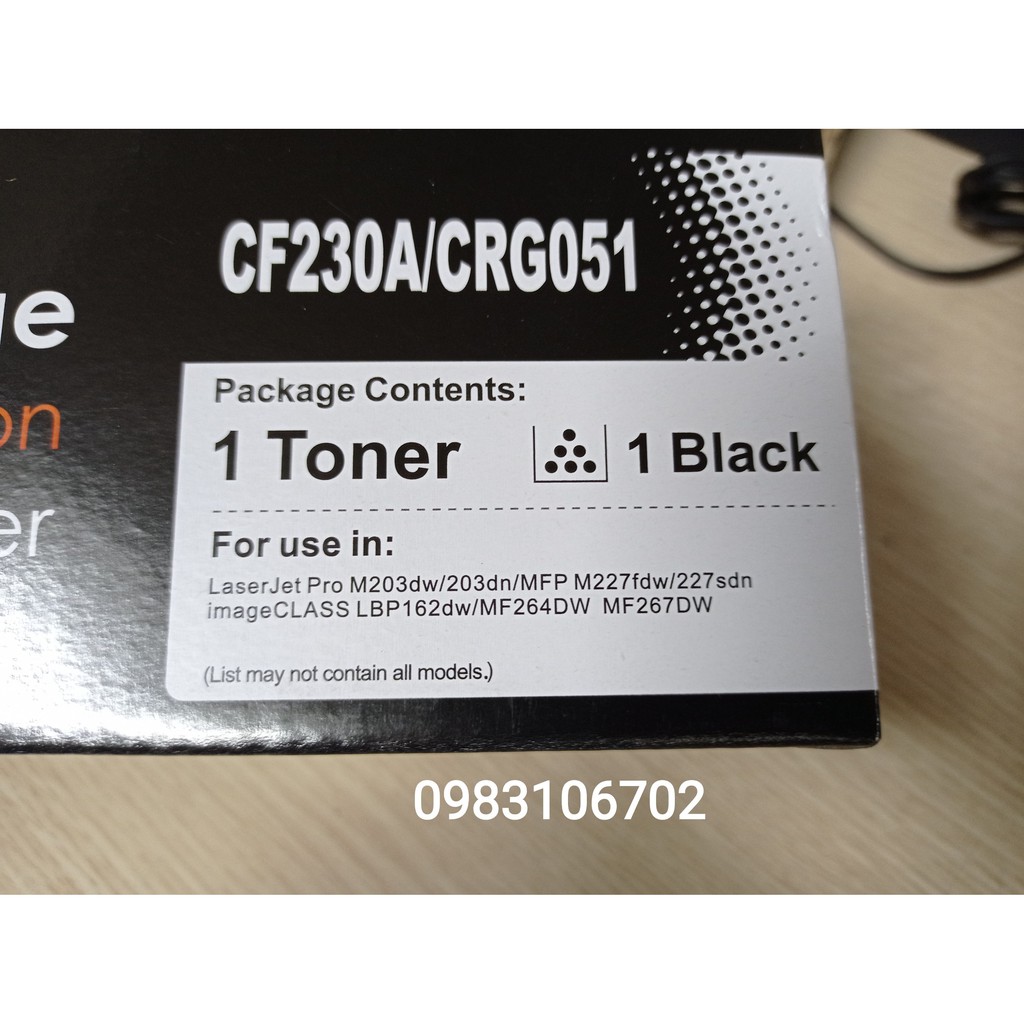 CF230A/CRG051
Package Contents:
1 Toner 1 Black
For use in:
LaserJet Pro M203dw/203dn/MFP M227fdw/227sdn
imageCLASS LBP162dw/MF264DW MF267DW
(List may not contain all models.)
0983106702